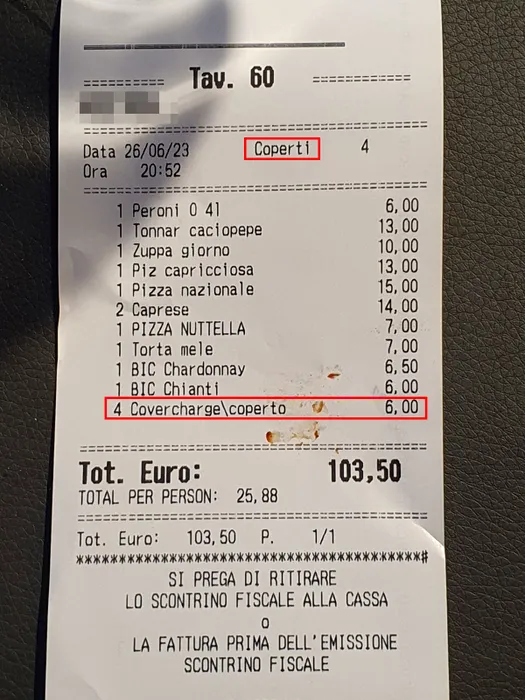 ========== Tav. 60 ============
Data 26/06/23 Coperti 4
Ora 20:52
1 Peroni 0 4l 6,00
1 Tonnar caciopepe 13,00
1 Zuppa giorno 10,00
1 Piz capricciosa 13,00
1 Pizza nazionale 15,00
2 Caprese 14,00
1 PIZZA NUTTELLA 7,00
1 Torta mele 7,00
1 BIC Chardonnay 6,50
1 BIC Chianti 6,00
4 Covercharge\coperto 6,00
Tot. Euro: 103,50
TOTAL PER PERSON: 25,88
Tot. Euro: 103,50 P. 1/1
SI PREGA DI RITIRARE
LO SCONTRINO FISCALE ALLA CASSA
o
LA FATTURA PRIMA DELL'EMISSIONE
SCONTRINO FISCALE